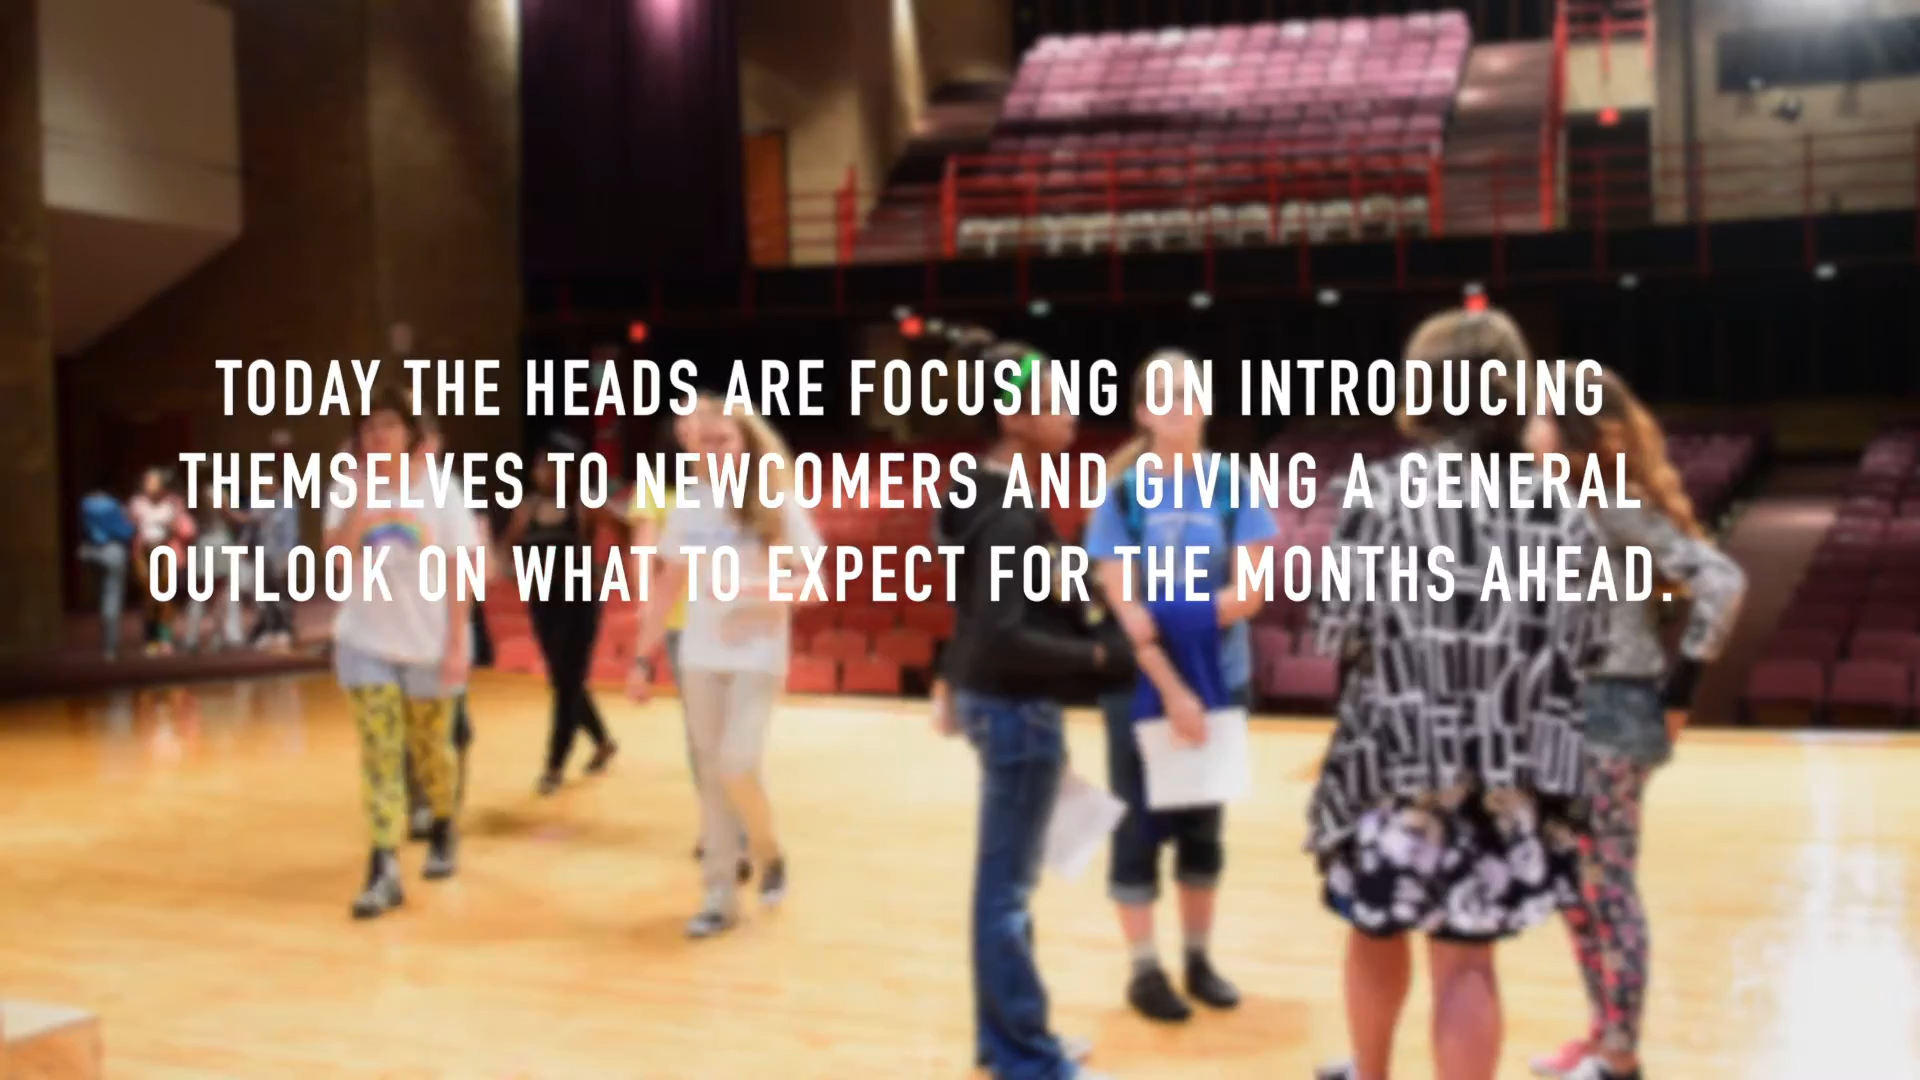 TODAY THE HEADS ARE FOCUSING ON INTRODUCING
THEMSELVES TO NEWCOMERS AND GIVING A GENERAL
OUTLOOK ON WHAT TO EXPECT FOR THE MONTHS AHEAD.